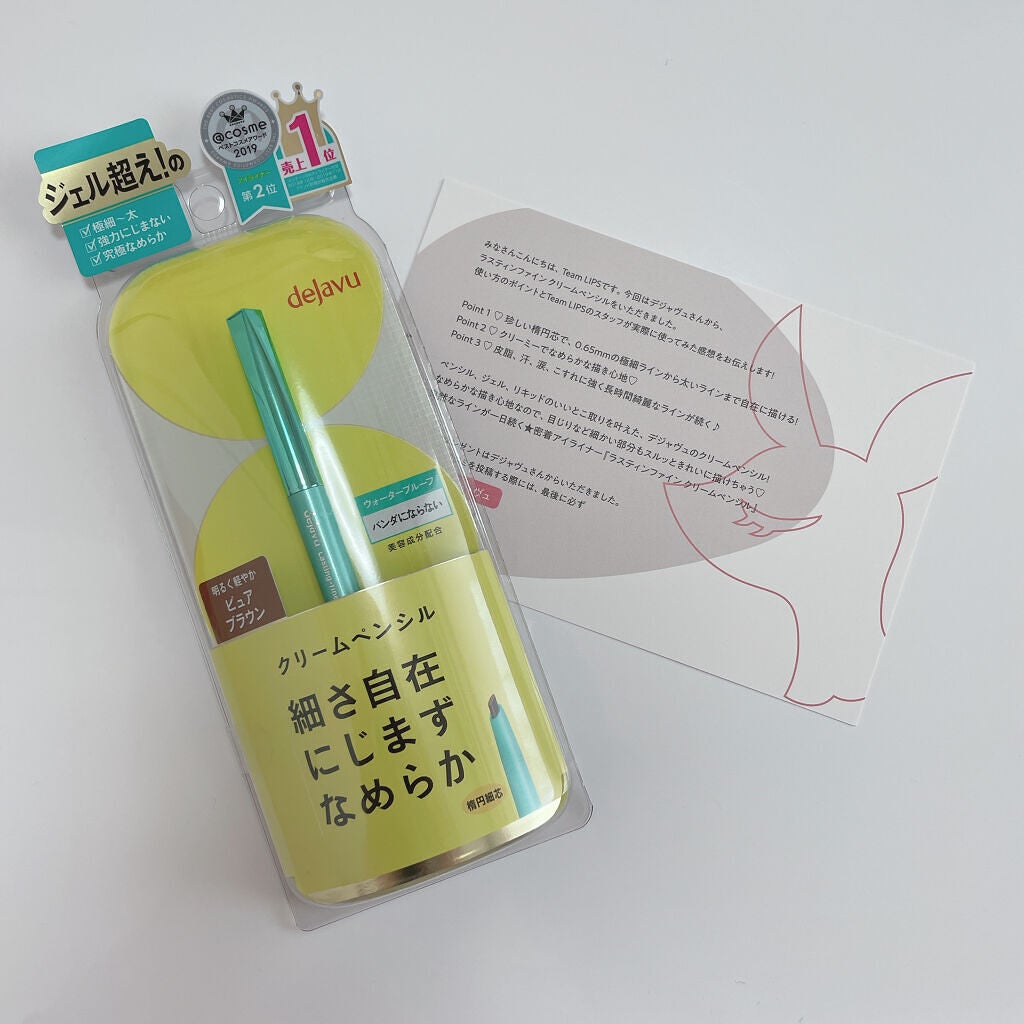 ジェル超え!の
極細～太
強力にじまない
究極なめらか
@cosme
ベストコスメアワード
2019
アイライナー
第2位
売上1位
dejavu
dejavu Lasting-fine
ウォータープルーフ
パンダにならない
美容成分配合
明るく軽やか
ピュア
ブラウン
クリームペンシル
細さ自在
にじまず
なめらか
楕円細芯
みなさんこんにちは、Team LIPSです。今回はデジャヴュさんから、
ラスティンファインクリームペンシルをいただきました。
使い方のポイントとTeam LIPSのスタッフが実際に使ってみた感想をお伝えします!
Point 1 ♡ 珍しい楕円芯で、0.65mmの極細ラインから太いラインまで自在に描ける!
Point 2 ♡ クリーミーでなめらかな描き心地♡
Point 3 ♡ 皮脂、汗、涙、こすれに強く長時間綺麗なラインが続く♪
ペンシル、ジェル、リキッドのいいとこ取りを叶えた、デジャヴュのクリームペンシル!
なめらかな描き心地なので、目じりなど細かい部分もスルッときれいに描けちゃう♡
然なラインが一日続く★密着アイライナー『ラスティンファインクリームペンシル』
ゼントはデジャヴュさんからいただきました。
を投稿する際には、最後に必ず
ヴュ